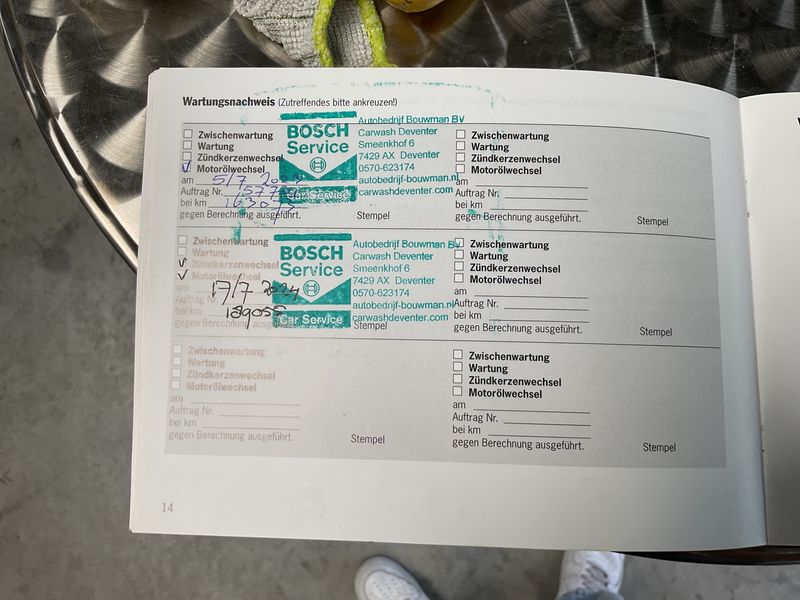 Wartungsnachweis (Zutreffendes bitte ankreuzen!)
Zwischenwartung
Wartung
Zündkerzenwechsel
Motorölwechsel
am 5/7
Auftrag Nr.
bei km
gegen Berechnung ausgeführt.
Stempel
BOSCH
Service
Car Service
Autobedrijf Bouwman BV
Carwash Deventer
Smeenkhof 6
7429 AX Deventer
0570-623174
autobedrijf-bouwman.nl
carwashdeventer.com
Zwischenwartung
Wartung
Zündkerzenwechsel
Motorölwechsel
am
Auftrag Nr.
bei km
gegen Berechnung ausgeführt.
Stempel
Zwischenwartung
Wartung
Zündkerzenwechsel
Motorölwechsel
am 17/7 2024
Auftrag Nr.
bei km 189055
gegen Berechnung
Stempel
BOSCH
Service
Car Service
Autobedrijf Bouwman BV
Carwash Deventer
Smeenkhof 6
7429 AX Deventer
0570-623174
autobedrijf-bouwman.nl
carwashdeventer.com
Zwischenwartung
Wartung
Zündkerzenwechsel
Motorölwechsel
am
Auftrag Nr.
bei km
gegen Berechnung ausgeführt.
Stempel
Zwischenwartung
Wartung
Zündkerzenwechsel
Motorölwechsel
am
Auftrag Nr.
bei km
gegen Berechnung ausgeführt.
Stempel
Zwischenwartung
Wartung
Zündkerzenwechsel
Motorölwechsel
am
Auftrag Nr.
bei km
gegen Berechnung ausgeführt.
Stempel
14